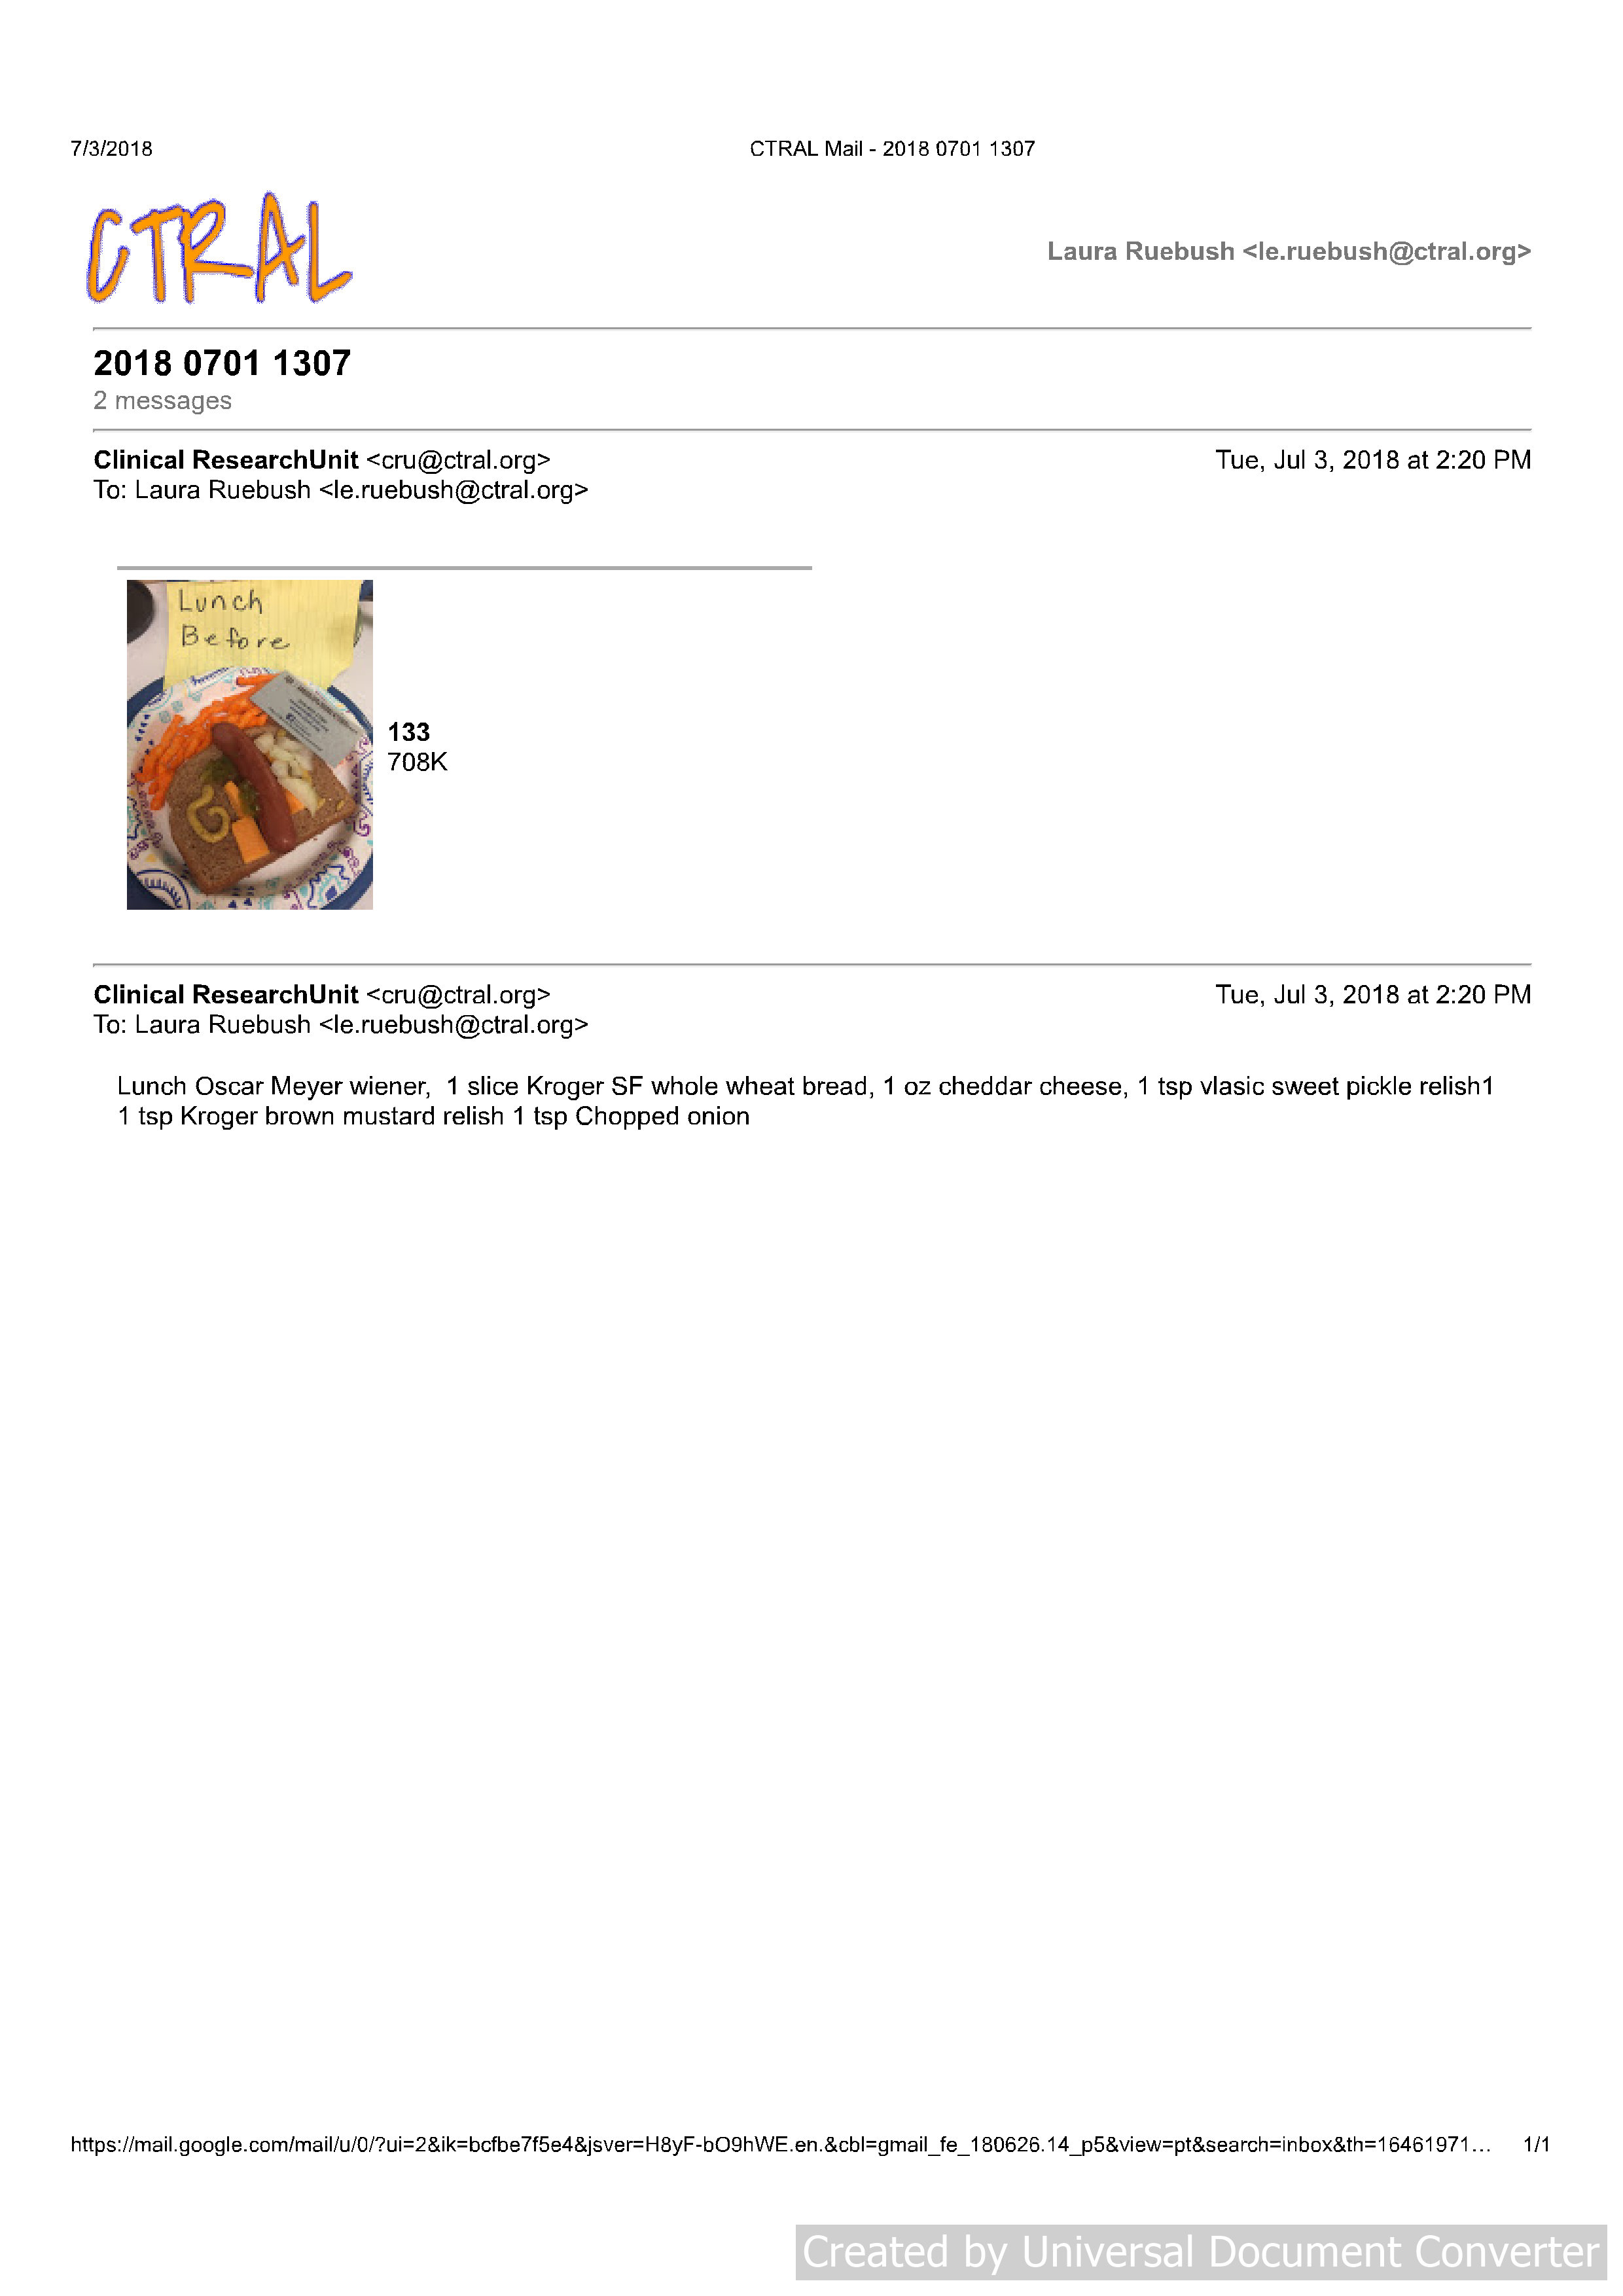 7/3/2018
CTRAL Mail - 2018 0701 1307
CTRAL
Laura Ruebush <le.ruebush@ctral.org>
2018 0701 1307
2 messages
Clinical ResearchUnit <cru@ctral.org>
Tue, Jul 3, 2018 at 2:20 PM
To: Laura Ruebush <le.ruebush@ctral.org>
Lunch
Before
133
708K
Clinical ResearchUnit <cru@ctral.org>
Tue, Jul 3, 2018 at 2:20 PM
To: Laura Ruebush <le.ruebush@ctral.org>
Lunch Oscar Meyer wiener,  1 slice Kroger SF whole wheat bread, 1 oz cheddar cheese, 1 tsp vlasic sweet pickle relish1
1 tsp Kroger brown mustard relish 1 tsp Chopped onion
https://mail.google.com/mail/u/0/?ui=2&ik=bcfbe7f5e4&jsver=H8yF-bO9hWE.en.&cbl=gmail_fe_180626.14_p5&view=pt&search=inbox&th=16461971…
1/1
Created by Universal Document Converter